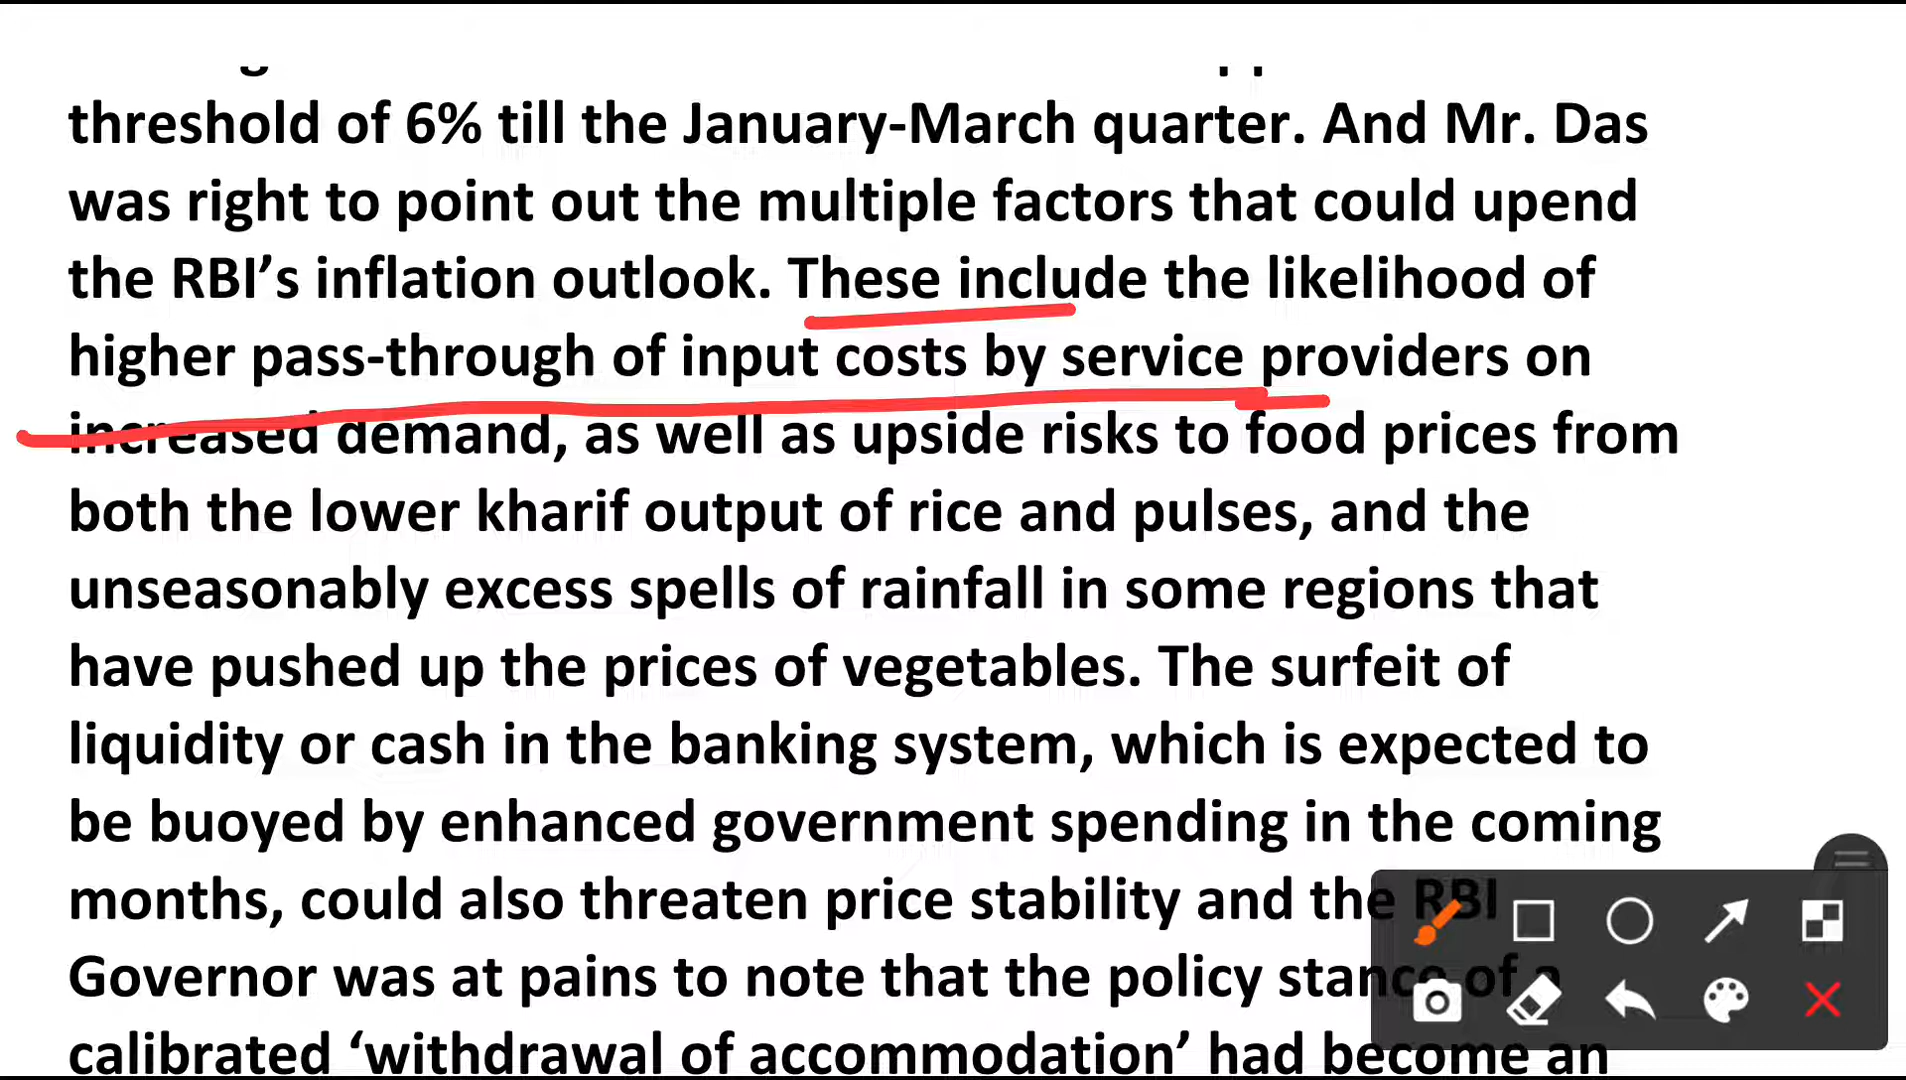 threshold of 6% till the January-March quarter. And Mr. Das
was right to point out the multiple factors that could upend
the RBI’s inflation outlook. These include the likelihood of
higher pass-through of input costs by service providers on
increased demand, as well as upside risks to food prices from
both the lower kharif output of rice and pulses, and the
unseasonably excess spells of rainfall in some regions that
have pushed up the prices of vegetables. The surfeit of
liquidity or cash in the banking system, which is expected to
be buoyed by enhanced government spending in the coming
months, could also threaten price stability and the RBI
Governor was at pains to note that the policy stance of a
calibrated ‘withdrawal of accommodation’ had become an